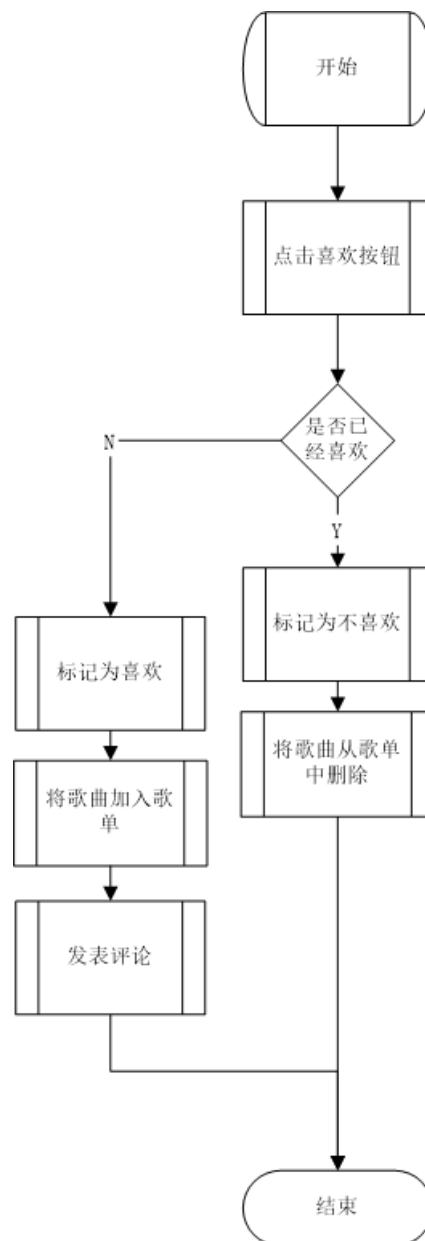 开始
点击喜欢按钮
是否已
经喜欢
N
Y
标记为不喜欢
标记为喜欢
将歌曲从歌单
中删除
将歌曲加入歌
单
发表评论
结束